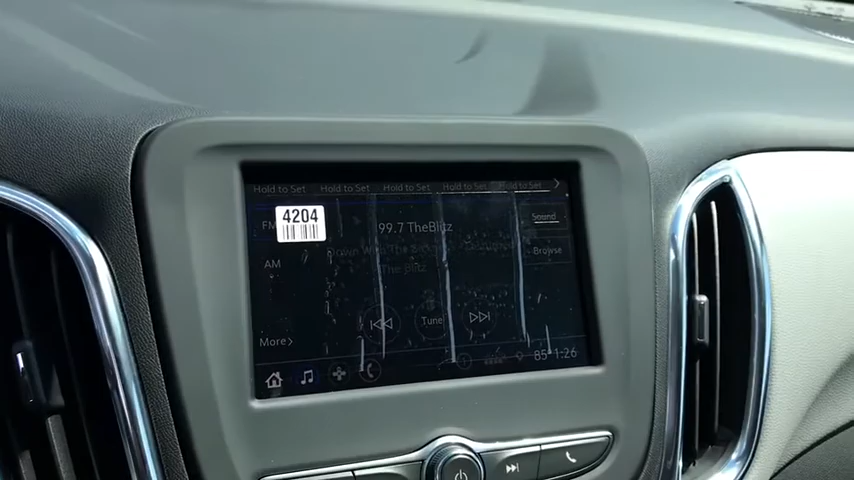 Hold to Set Hold to Set Hold to Set Hold to Set Hold to Set
FM 4204 99.7 TheBlitz Sound
AM Browse
The Blitz
Tune
More
85° 1:26